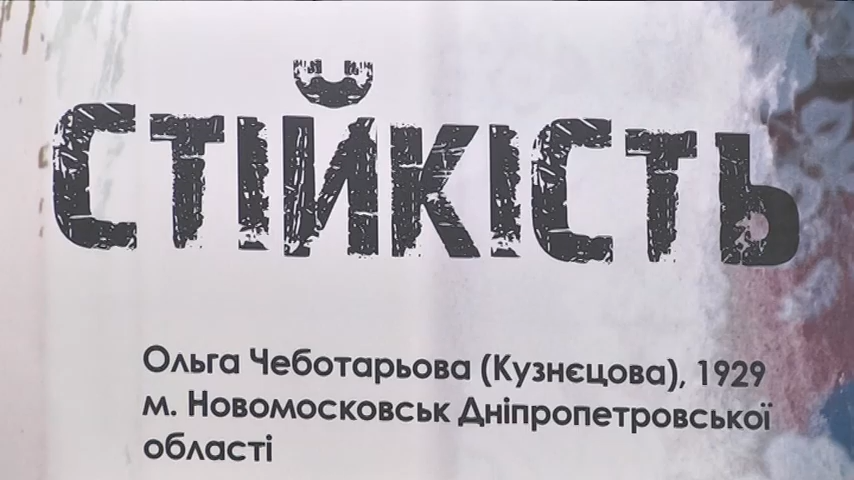 СТІЙКІСТЬ
Ольга Чеботарьова (Кузнєцова), 1929
м. Новомосковськ Дніпропетровської
області